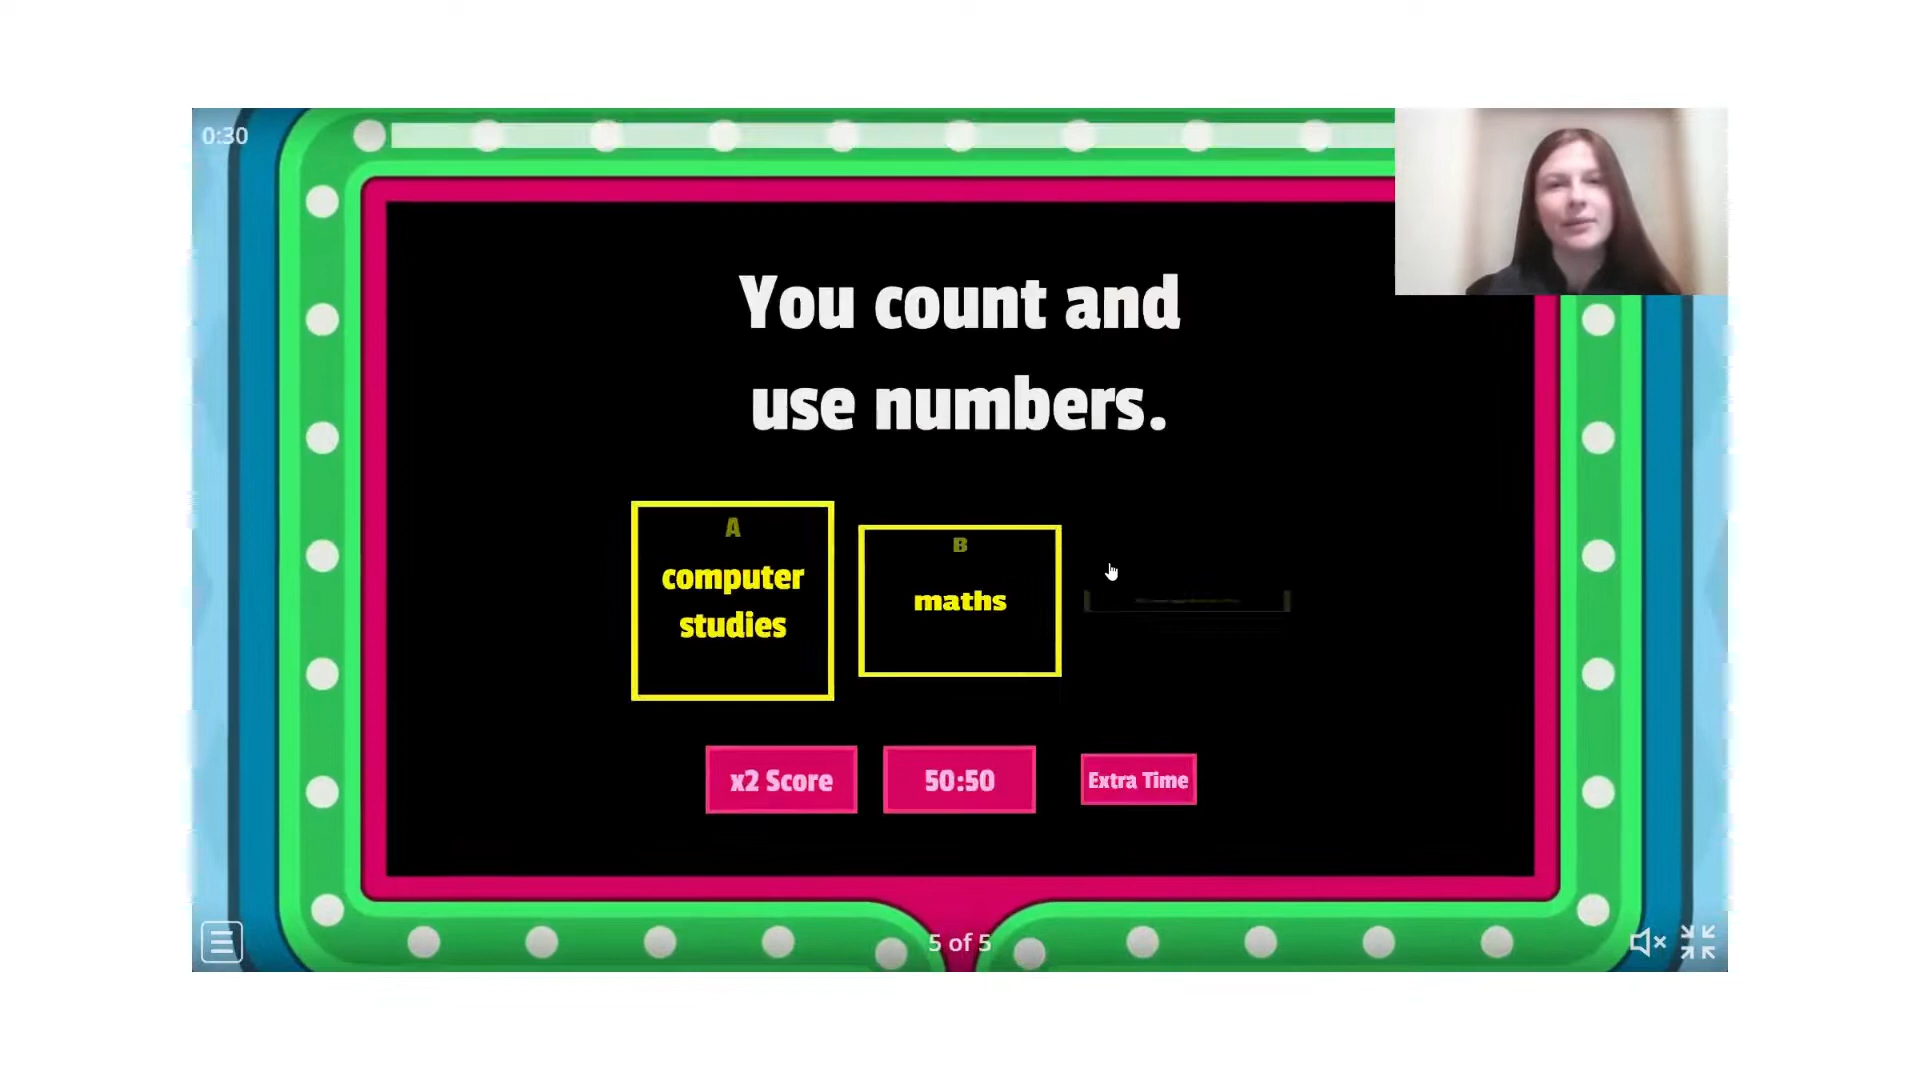 0:30
You count and
use numbers.
A
computer
studies
B
maths
x2 Score
50:50
Extra Time
5 of 5